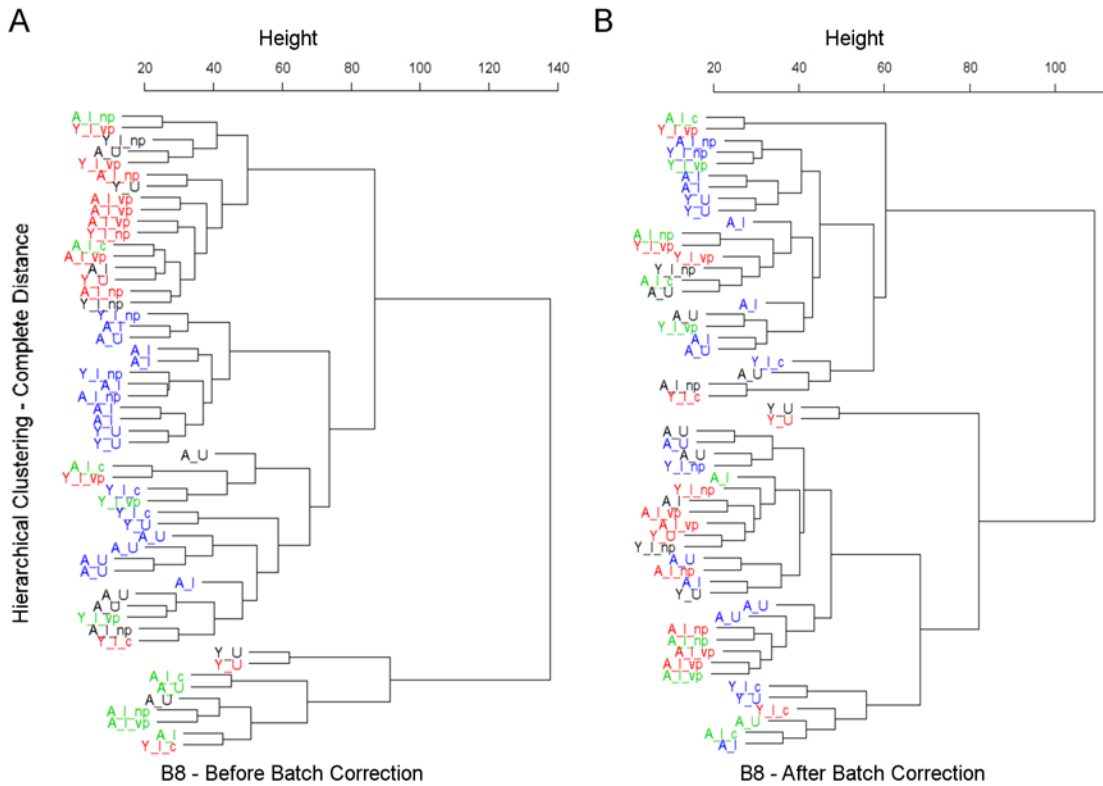 A
B
Height
Height
20 40 60 80 100 120 140
20 40 60 80 100
Hierarchical Clustering - Complete Distance
A_I_np
Y_I_vp
Y_I_np
A_U
Y_I_vp
A_I_np
Y_U
A_I_vp
A_I_vp
A_I_vp
Y_I_np
A_I_c
A_I_vp
A_I
Y_U
A_I_np
Y_I_np
Y_I_np
A_I
A_U
A_I
A_I
Y_I_np
A_I
A_I_np
A_I
A_I
Y_U
Y_U
A_U
A_I_c
Y_I_vp
Y_I_c
Y_I_vp
Y_I_c
Y_U
A_U
A_U
A_U
A_U
A_I
A_U
A_U
Y_I_vp
A_I_np
Y_I_c
Y_U
Y_U
A_I_c
A_U
A_U
A_I_np
A_I_vp
A_I
Y_I_c
B8 - Before Batch Correction
A_I_c
Y_I_vp
A_I_np
Y_I_np
Y_I_vp
A_I
A_I
Y_U
Y_U
A_I
A_I_np
Y_I_vp
Y_I_vp
Y_I_np
A_I_c
A_U
A_I
A_U
Y_I_vp
A_I
A_U
Y_I_c
A_U
A_I_np
Y_I_c
Y_U
Y_U
A_U
A_U
A_U
Y_I_np
A_I
Y_I_np
A_I
A_I_vp
A_I_vp
Y_U
Y_I_np
A_U
A_I_np
A_I
Y_U
A_U
A_U
A_I_np
A_I_np
A_I_vp
A_I_vp
A_I_vp
Y_I_c
Y_U
Y_I_c
A_U
A_I_c
A_I
B8 - After Batch Correction